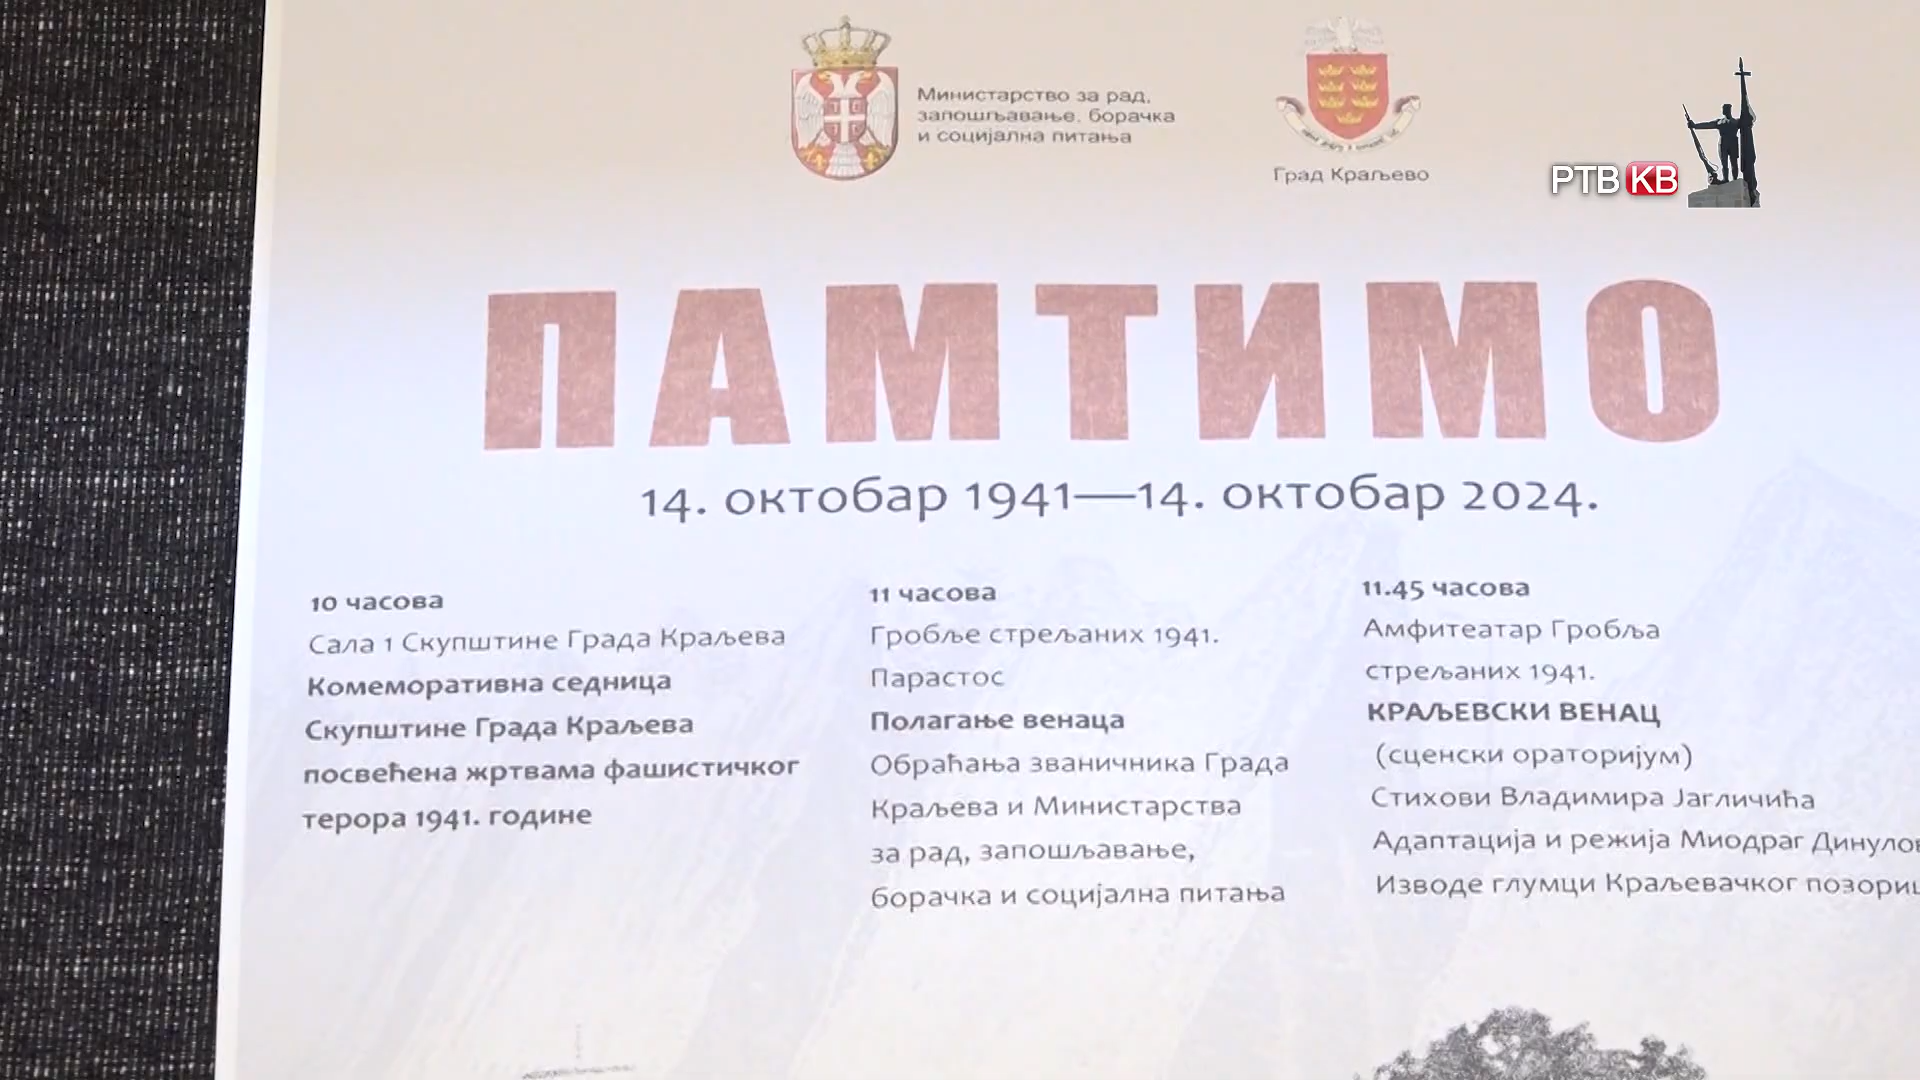 Министарство за рад,
запошљавање, борачка
и социјална питања
Град Краљево
РТВ КВ
ПАМТИМО
14. октобар 1941—14. октобар 2024.
10 часова
Сала 1 Скупштине Града Краљева
Комеморативна седница
Скупштине Града Краљева
посвећена жртвама фашистичког
терора 1941. године
11 часова
Гробље стрељаних 1941.
Парастос
Полагање венаца
Обраћања званичника Града
Краљева и Министарства
за рад, запошљавање,
борачка и социјална питања
11.45 часова
Амфитеатар Гробља
стрељаних 1941.
КРАЉЕВСКИ ВЕНАЦ
(сценски ораторијум)
Стихови Владимира Јагличића
Адаптација и режија Миодраг
Изводе глумци Краљевачког